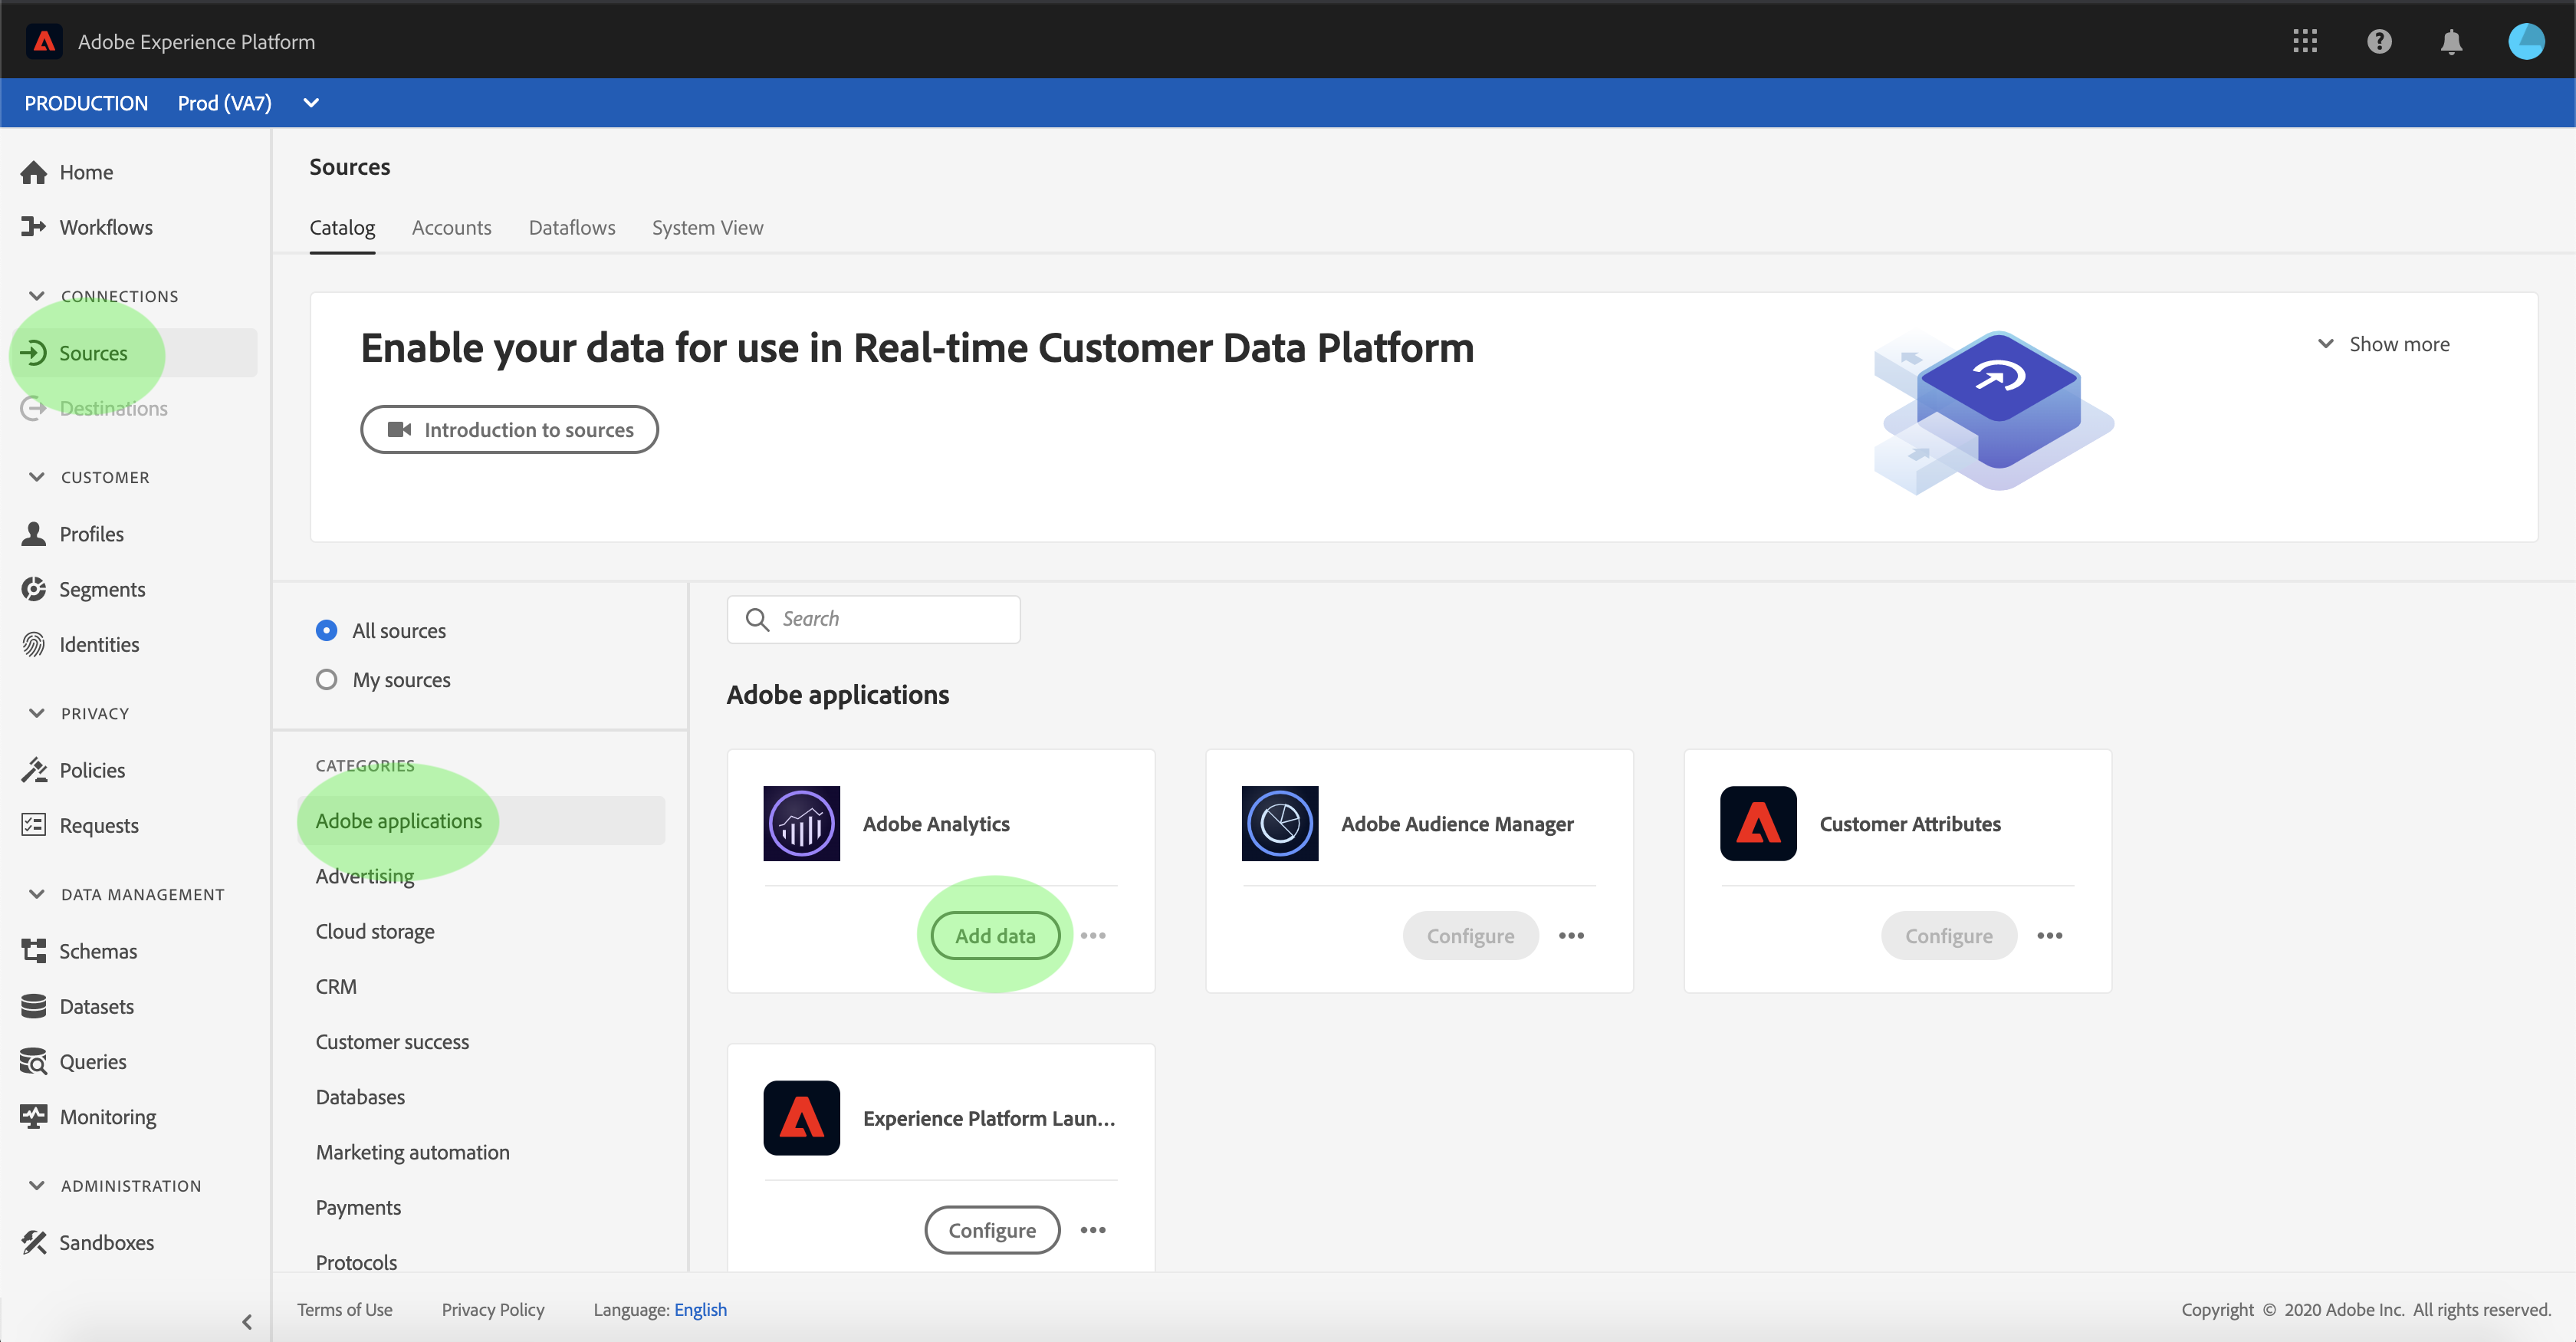 Adobe Experience Platform
PRODUCTION Prod (VA7)
Home
Workflows
CONNECTIONS
Sources
Destinations
CUSTOMER
Profiles
Segments
Identities
PRIVACY
Policies
Requests
DATA MANAGEMENT
Schemas
Datasets
Queries
Monitoring
ADMINISTRATION
Sandboxes
Sources
Catalog Accounts Dataflows System View
Enable your data for use in Real-time Customer Data Platform
Show more
Introduction to sources
All sources
My sources
CATEGORIES
Adobe applications
Advertising
Cloud storage
CRM
Customer success
Databases
Marketing automation
Payments
Protocols
Search
Adobe applications
Adobe Analytics
Add data
Adobe Audience Manager
Configure
Customer Attributes
Configure
Experience Platform Laun...
Configure
Terms of Use Privacy Policy Language: English
Copyright © 2020 Adobe Inc. All rights reserved.